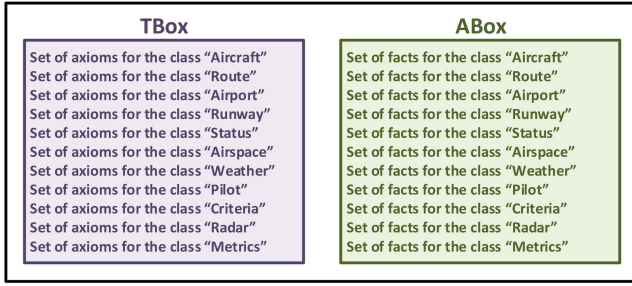 TBox
Set of axioms for the class “Aircraft”
Set of axioms for the class “Route”
Set of axioms for the class “Airport”
Set of axioms for the class “Runway”
Set of axioms for the class “Status”
Set of axioms for the class “Airspace”
Set of axioms for the class “Weather”
Set of axioms for the class “Pilot”
Set of axioms for the class “Criteria”
Set of axioms for the class “Radar”
Set of axioms for the class “Metrics”
ABox
Set of facts for the class “Aircraft”
Set of facts for the class “Route”
Set of facts for the class “Airport”
Set of facts for the class “Runway”
Set of facts for the class “Status”
Set of facts for the class “Airspace”
Set of facts for the class “Weather”
Set of facts for the class “Pilot”
Set of facts for the class “Criteria”
Set of facts for the class “Radar”
Set of facts for the class “Metrics”